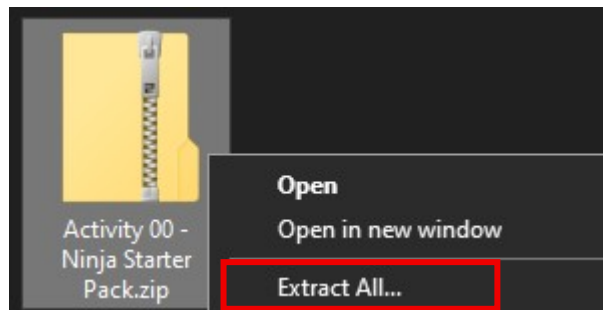 Activity 00 -
Ninja Starter
Pack.zip
Open
Open in new window
Extract All...